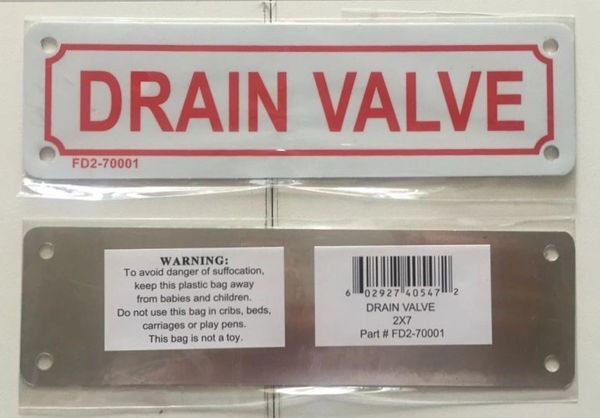 DRAIN VALVE
FD2-70001
WARNING:
To avoid danger of suffocation,
keep this plastic bag away
from babies and children.
Do not use this bag in cribs, beds,
carriages or play pens.
This bag is not a toy.
6 02927 40547 2
DRAIN VALVE
2X7
Part # FD2-70001